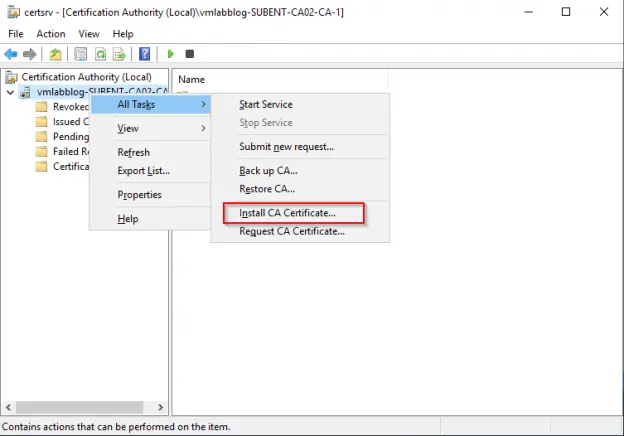 certsrv - [Certification Authority (Local)\vmlabblog-SUBENT-CA02-CA-1]
File Action View Help
Certification Authority (Local)
vmlabblog-SUBENT-CA02-CA
Revoked
Issued C
Pending
Failed Re
Certifica
Name
All Tasks
View
Refresh
Export List...
Properties
Help
Start Service
Stop Service
Submit new request...
Back up CA...
Restore CA...
Install CA Certificate...
Request CA Certificate...
Contains actions that can be performed on the item.